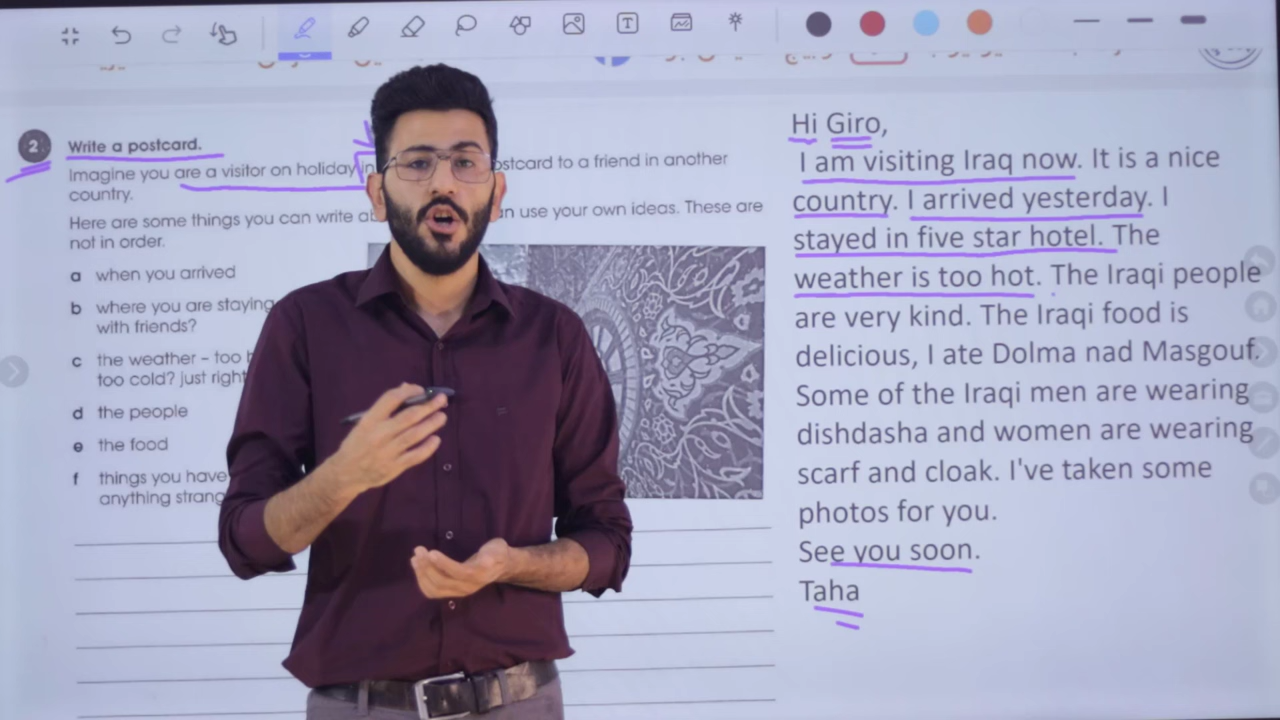 2 Write a postcard.
Imagine you are a visitor on holiday in ostcard to a friend in another
country.
Here are some things you can write an use your own ideas. These are
not in order.
a when you arrived
b where you are staying
with friends?
c the weather – too
too cold? just right
d the people
e the food
f things you have
anything strang
Hi Giro,
I am visiting Iraq now. It is a nice
country. I arrived yesterday. I
stayed in five star hotel. The
weather is too hot. The Iraqi people
are very kind. The Iraqi food is
delicious, I ate Dolma nad Masgouf.
Some of the Iraqi men are wearing
dishdasha and women are wearing
scarf and cloak. I've taken some
photos for you.
See you soon.
Taha